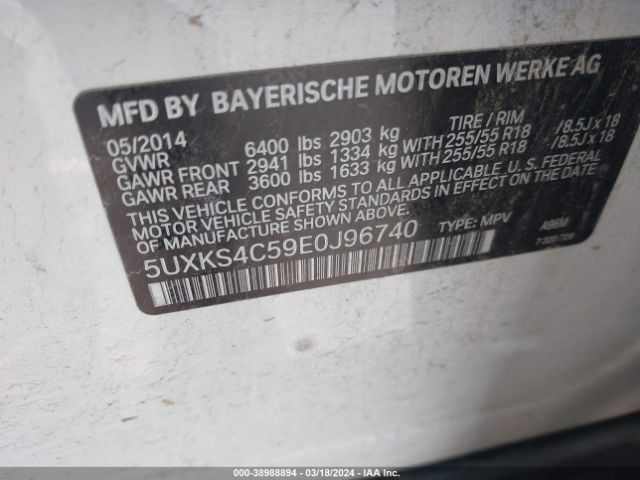 MFD BY BAYERISCHE MOTOREN WERKE AG
05/2014 TIRE / RIM
GVWR 6400 lbs 2903 kg
GAWR FRONT 2941 lbs 1334 kg WITH 255/55 R18 /8.5J x 18
GAWR REAR 3600 lbs 1633 kg WITH 255/55 R18 /8.5J x 18
THIS VEHICLE CONFORMS TO ALL APPLICABLE U.S. FEDERAL
MOTOR VEHICLE SAFETY STANDARDS IN EFFECT ON THE DATE
OF MANUFACTURE SHOWN ABOVE.
5UXKS4C59E0J96740 TYPE: MPV A96M
7320729
000-38988894 - 03/18/2024 - IAA Inc.